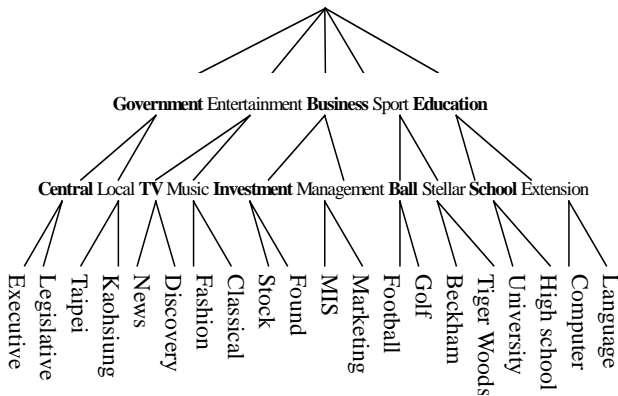 Government Entertainment Business Sport Education
Central Local TV Music Investment Management Ball Stellar School Extension
Executive
Legislative
Taipei
Kaohsiung
News
Discovery
Fashion
Classical
Stock
Found
MIS
Marketing
Football
Golf
Beckham
Tiger Woods
University
High school
Computer
Language